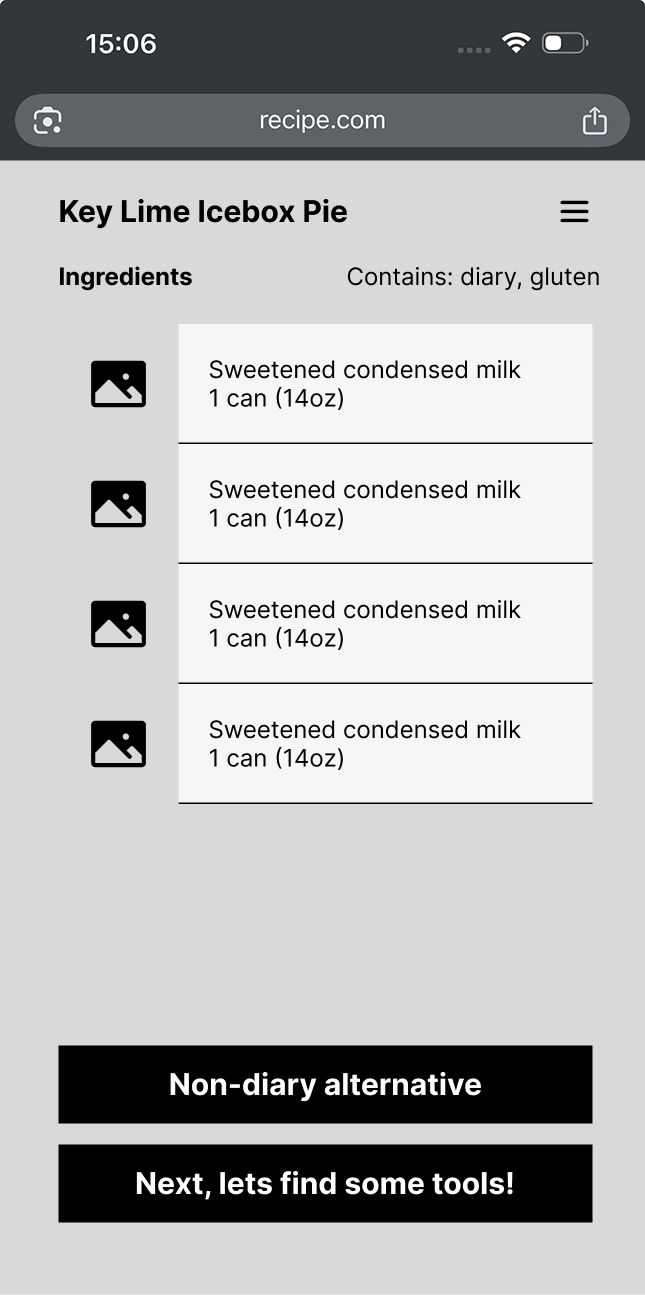 15:06
recipe.com
Key Lime Icebox Pie
Ingredients
Contains: diary, gluten
Sweetened condensed milk
1 can (14oz)
Sweetened condensed milk
1 can (14oz)
Sweetened condensed milk
1 can (14oz)
Sweetened condensed milk
1 can (14oz)
Non-diary alternative
Next, lets find some tools!